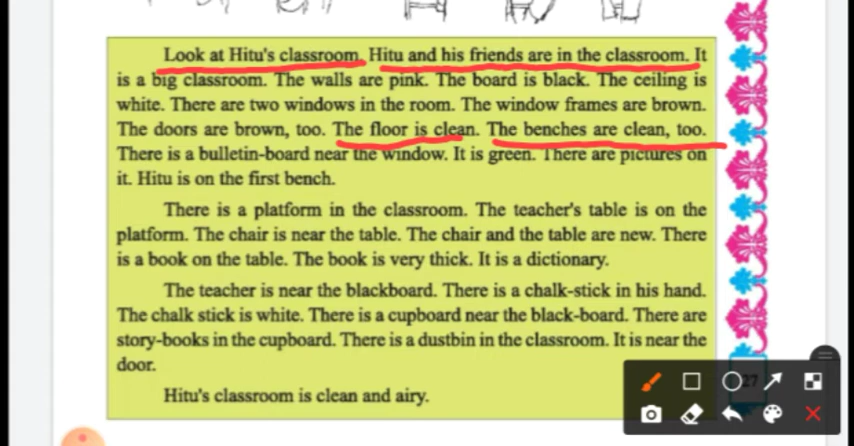 Look at Hitu's classroom. Hitu and his friends are in the classroom. It
is a big classroom. The walls are pink. The board is black. The ceiling is
white. There are two windows in the room. The window frames are brown.
The doors are brown, too. The floor is clean. The benches are clean, too.
There is a bulletin-board near the window. It is green. There are pictures on
it. Hitu is on the first bench.
There is a platform in the classroom. The teacher's table is on the
platform. The chair is near the table. The chair and the table are new. There
is a book on the table. The book is very thick. It is a dictionary.
The teacher is near the blackboard. There is a chalk-stick in his hand.
The chalk stick is white. There is a cupboard near the black-board. There are
story-books in the cupboard. There is a dustbin in the classroom. It is near the
door.
27
Hitu's classroom is clean and airy.